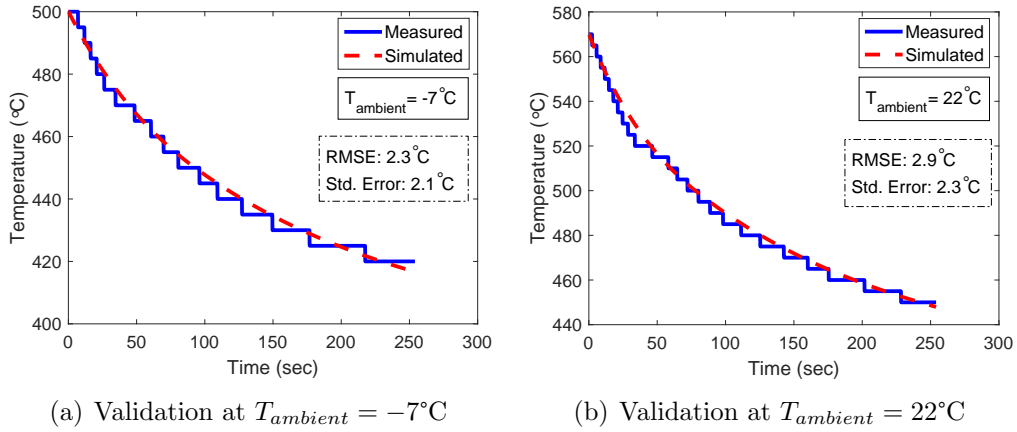 500
480
460
440
420
400
Temperature (°C)
0
50
100
150
200
250
300
Time (sec)
Measured
Simulated
T_ambient = -7°C
RMSE: 2.3°C
Std. Error: 2.1°C
(a) Validation at T_ambient = −7°C
580
560
540
520
500
480
460
440
Temperature (°C)
0
50
100
150
200
250
300
Time (sec)
Measured
Simulated
T_ambient = 22°C
RMSE: 2.9°C
Std. Error: 2.3°C
(b) Validation at T_ambient = 22°C